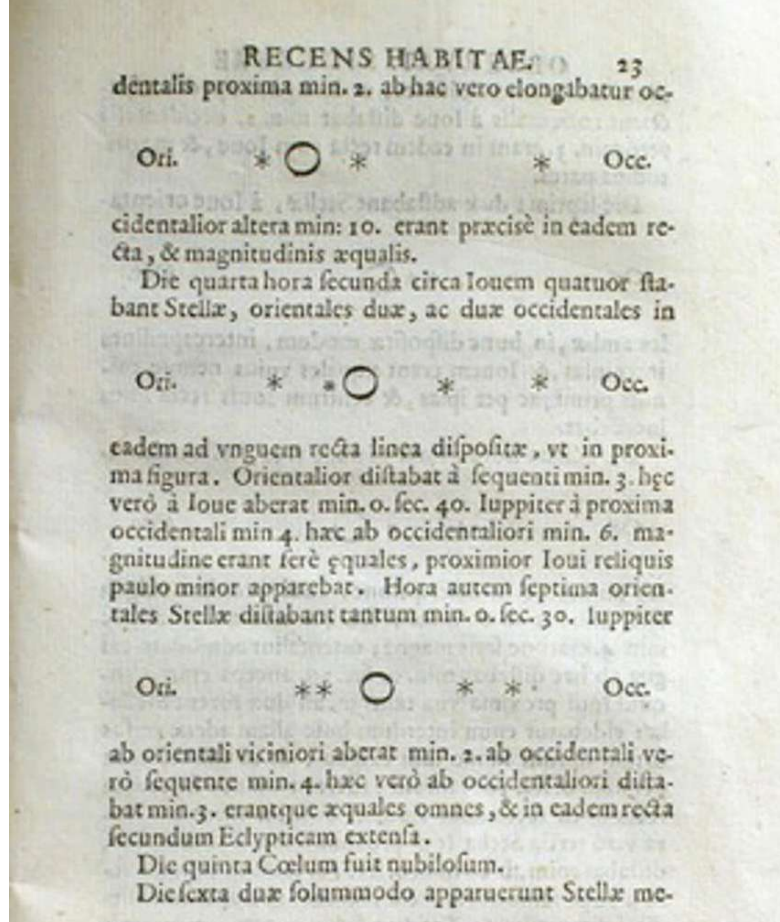 RECENS HABITAE. 23
dentalis proxima min. 2. ab hac vero elongabatur oc-
Ori. * O * * Occ.
cidentalior altera min: 10. erant præcisè in eadem re-
cta, & magnitudinis æqualis.
Die quarta hora ſecunda circa Iouem quatuor ſta-
bant Stellæ, orientales duæ, ac duæ occidentales in
Ori. * * O * * Occ.
eadem ad vnguem recta linea diſpoſitæ, vt in proxi-
ma figura. Orientalior diſtabat à ſequenti min. 3. hęc
verò à Ioue aberat min. 0. ſec. 40. Iuppiter à proxima
occidentali min 4. hæc ab occidentaliori min. 6. ma-
gnitudine erant ferè ęquales, proximior Ioui reliquis
paulo minor apparebat. Hora autem ſeptima orien-
tales Stellæ diſtabant tantum min. 0. ſec. 30. Iuppiter
Ori. ** O * * Occ.
ab orientali viciniori aberat min. 2. ab occidentali ve-
rò ſequente min. 4. hæc verò ab occidentaliori diſta-
bat min. 3. erantque æquales omnes, & in eadem recta
ſecundum Eclypticam extenſa.
Die quinta Cœlum fuit nubiloſum.
Die ſexta duæ ſolummodo apparuerunt Stellæ me-